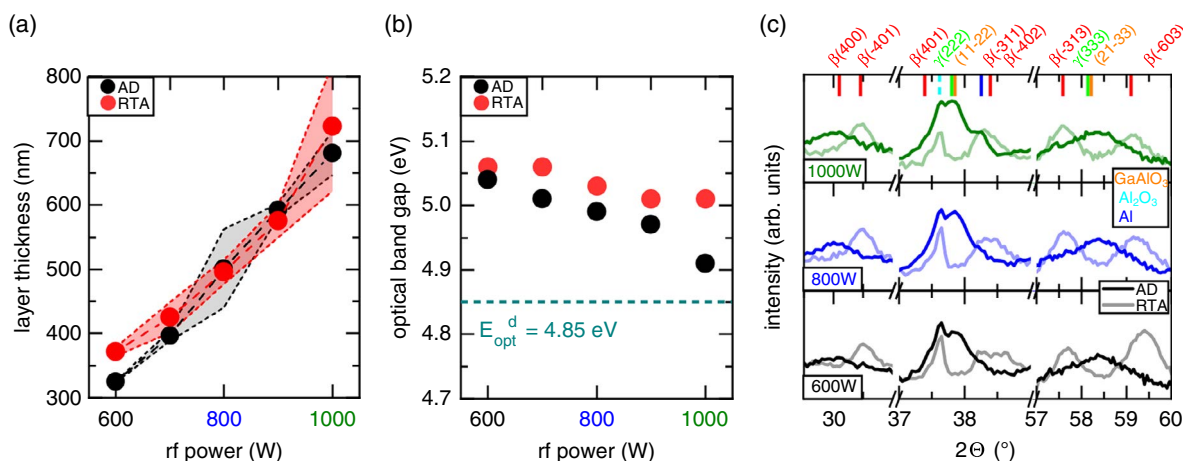 (a)
800
700
600
500
400
300
layer thickness (nm)
AD
RTA
600
800
1000
rf power (W)
(b)
5.2
5.1
5.0
4.9
4.8
4.7
optical band gap (eV)
AD
RTA
E_opt^d = 4.85 eV
600
800
1000
rf power (W)
(c)
β(400)
β(-401)
β(401)
γ(222)
(11-22)
β(-311)
β(-402)
β(-313)
γ(333)
(21-33)
β(-603)
intensity (arb. units)
1000W
GaAlO₃
Al₂O₃
Al
800W
AD
RTA
600W
30
37
38
57
58
59
60
2Θ (°)